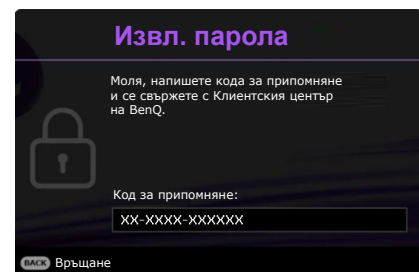 Извл. парола
Моля, напишете кода за припомняне
и се свържете с Клиентския център
на BenQ.
Код за припомняне:
XX-XXXX-XXXXXX
BACK Връщане